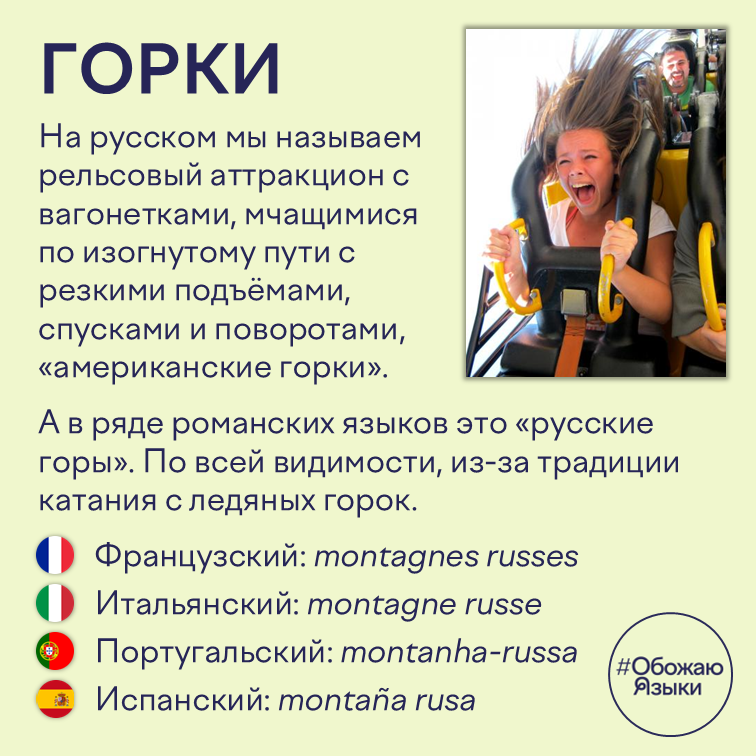 ГОРКИ
На русском мы называем
рельсовый аттракцион с
вагонетками, мчащимися
по изогнутому пути с
резкими подъёмами,
спусками и поворотами,
«американские горки».
А в ряде романских языков это «русские
горы». По всей видимости, из-за традиции
катания с ледяных горок.
Французский: montagnes russes
Итальянский: montagne russe
Португальский: montanha-russa
Испанский: montaña rusa
#Обожаю
Языки